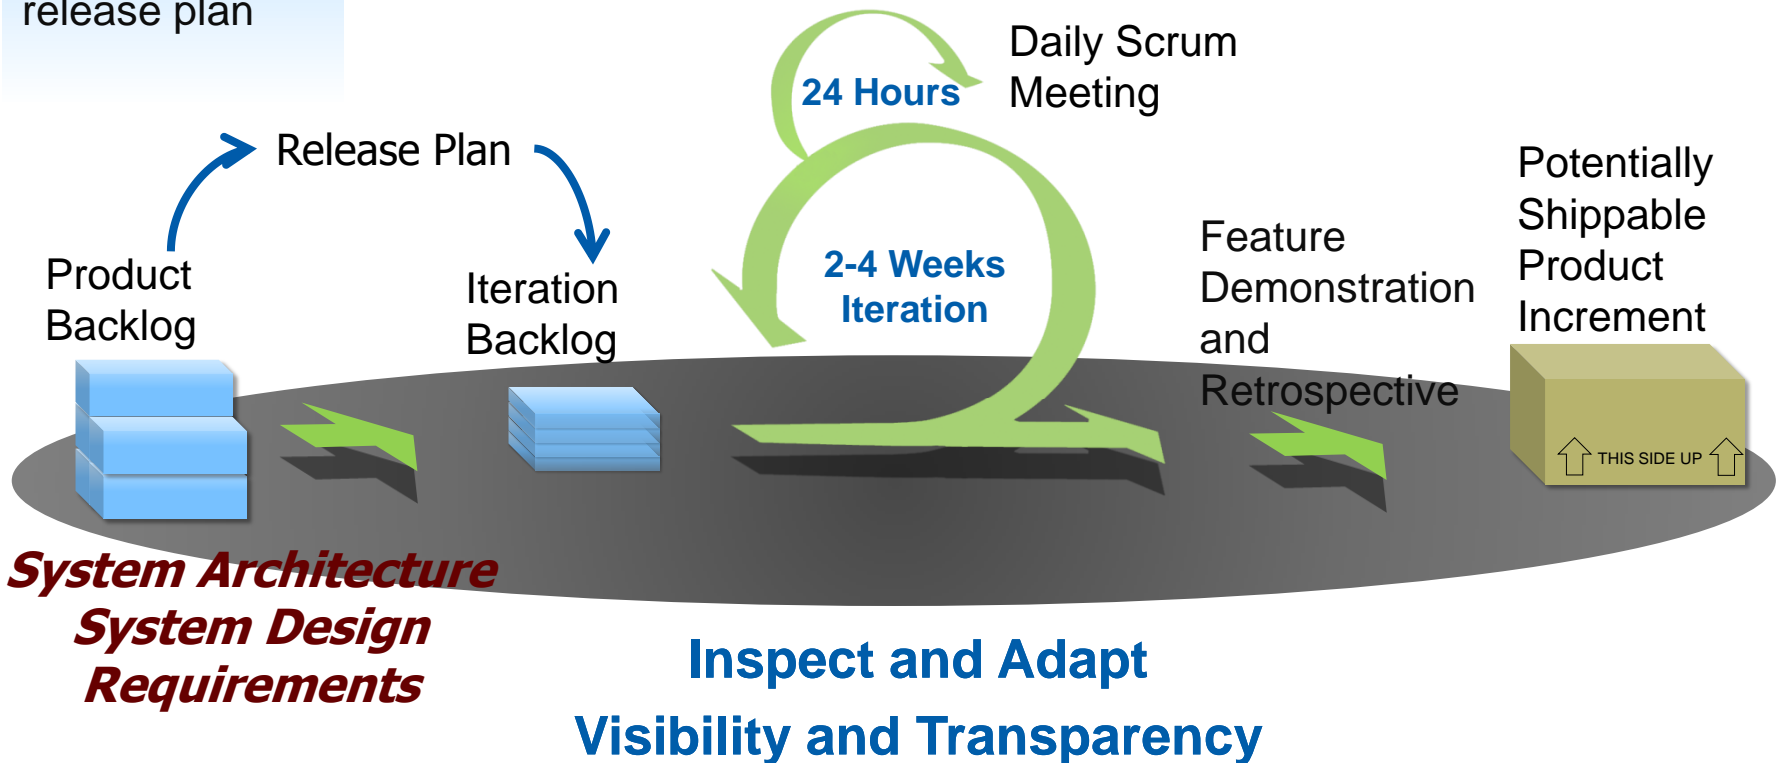 release plan
Daily Scrum
Meeting
24 Hours
Release Plan
Potentially
Shippable
Product
Increment
Feature
Demonstration
and
Retrospective
2-4 Weeks
Iteration
Product
Backlog
Iteration
Backlog
THIS SIDE UP
System Architecture
System Design
Requirements
Inspect and Adapt
Visibility and Transparency